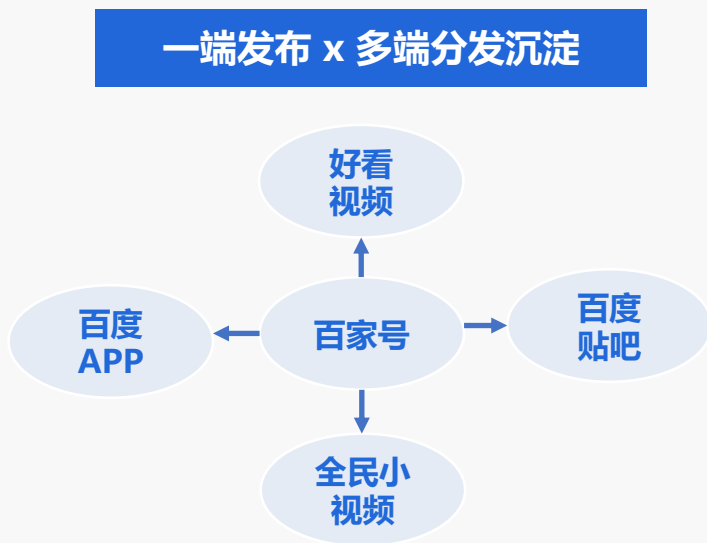 一端发布 x 多端分发沉淀
好看
视频
百度
APP
百家号
百度
贴吧
全民小
视频